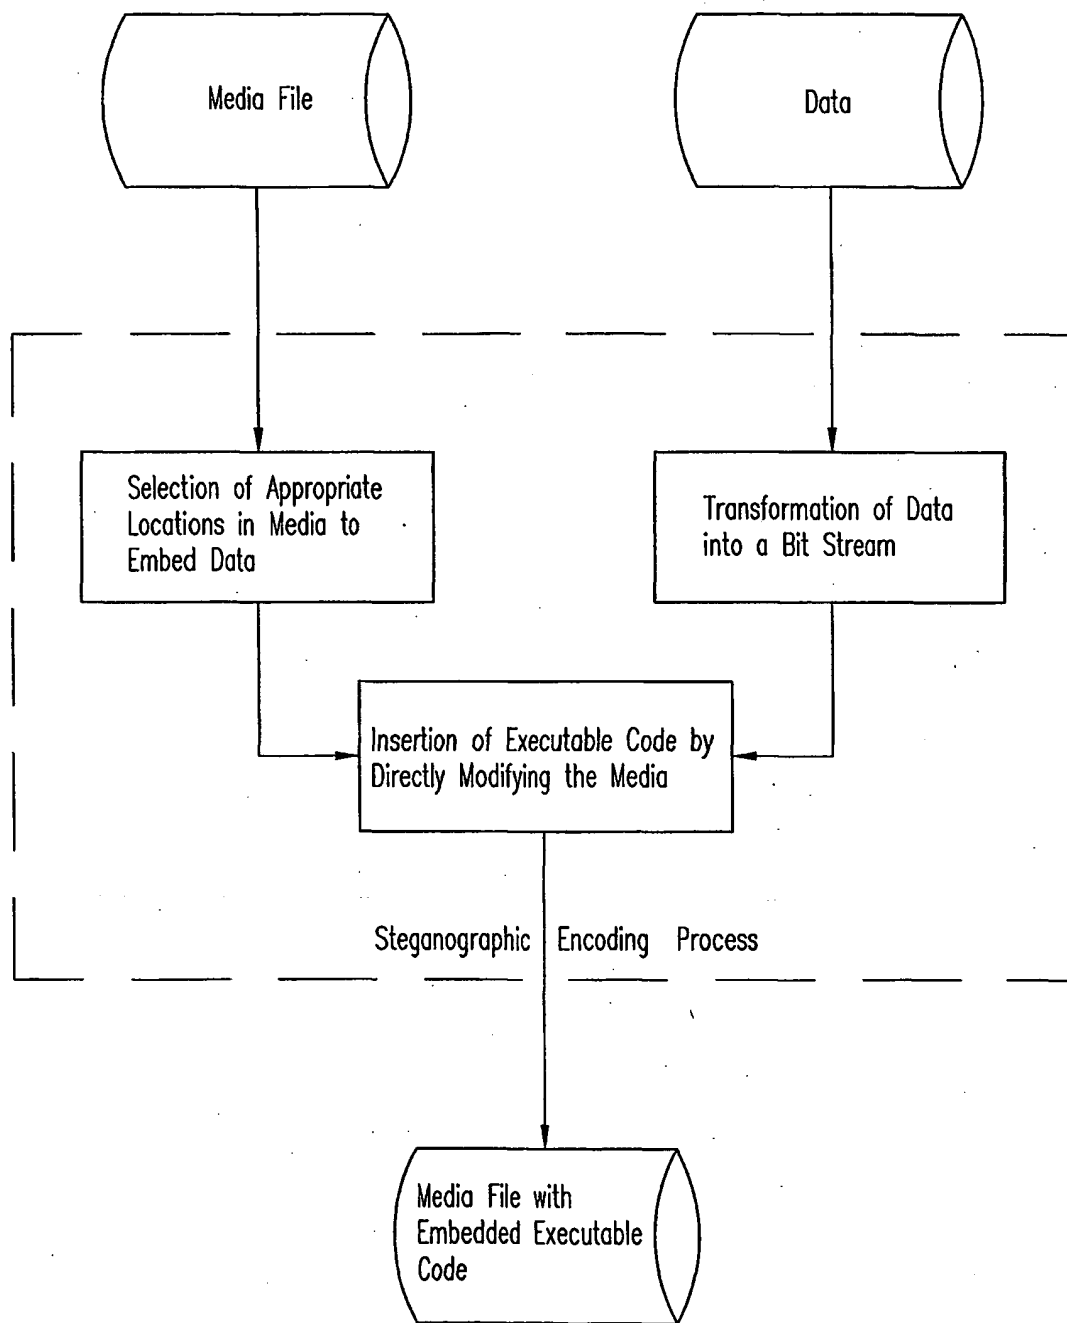 Media File
Data
Selection of Appropriate
Locations in Media to
Embed Data
Transformation of Data
into a Bit Stream
Insertion of Executable Code by
Directly Modifying the Media
Steganographic Encoding Process
Media File with
Embedded Executable
Code